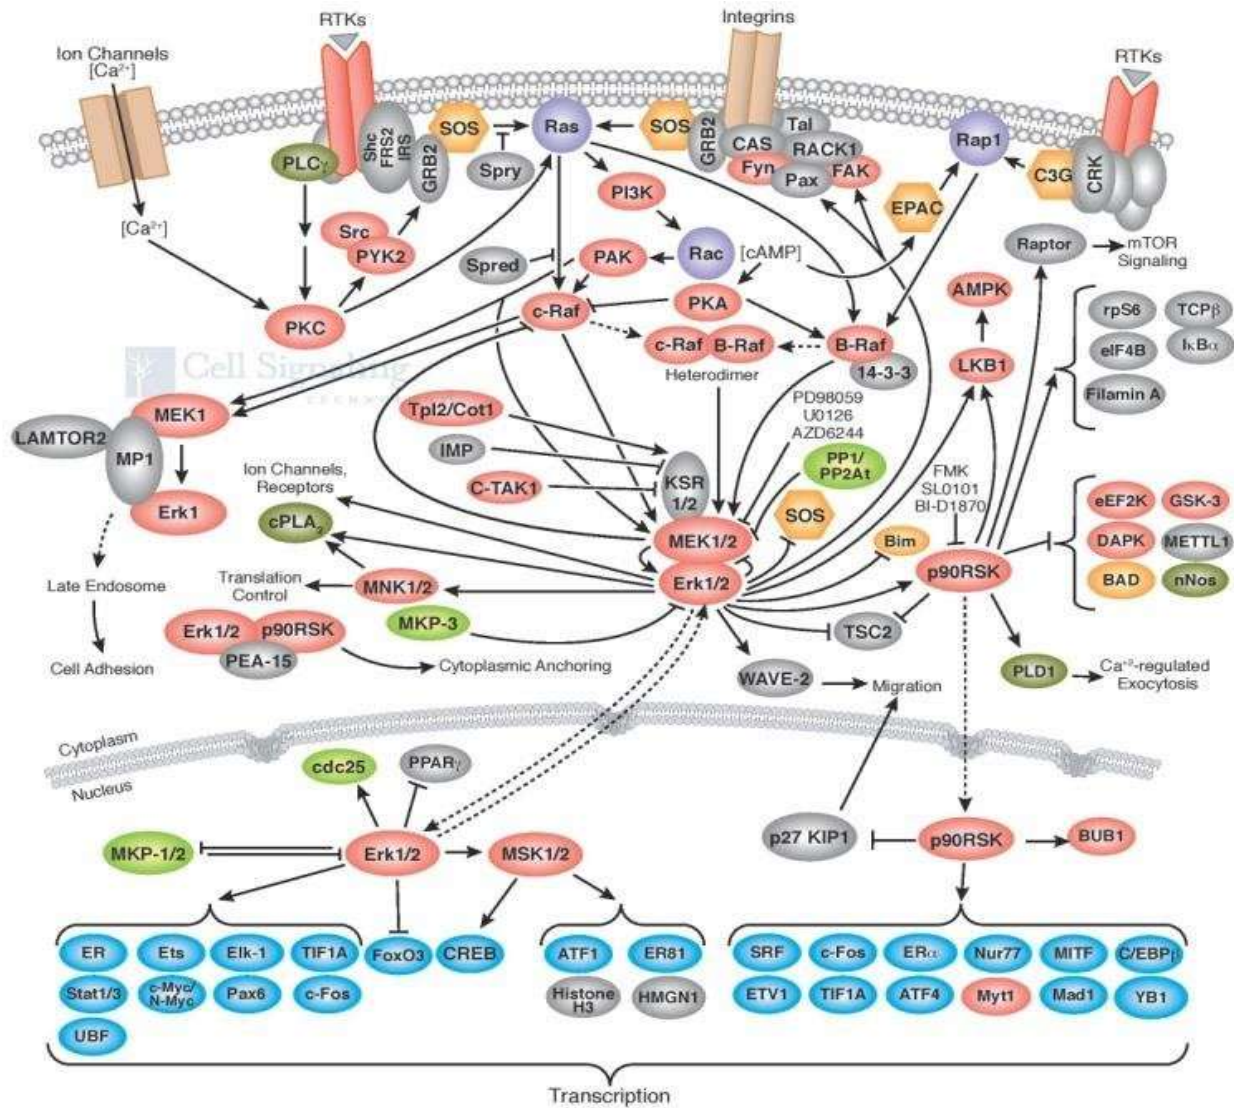 RTKs
Integrins
Ion Channels
[Ca²⁺]
RTKs
SOS
Ras
SOS
GRB2
CAS
Tal
RACK1
Fyn
Pax
FAK
Rap1
C3G
CRK
PLCγ
Shc
FRS2
IRS
GRB2
Spry
PI3K
EPAC
[Ca²⁺]
Src
PYK2
Spred
PAK
Rac
[cAMP]
Raptor
mTOR
Signaling
PKC
c-Raf
PKA
AMPK
rpS6
TCPβ
c-Raf
B-Raf
Heterodimer
B-Raf
14-3-3
LKB1
eIF4B
IκBα
Filamin A
Cell Signaling
MEK1
LAMTOR2
MP1
Erk1
Tpl2/Cot1
IMP
C-TAK1
KSR
1/2
PD98059
U0126
AZD6244
PP1/
PP2At
SOS
FMK
SL0101
BI-D1870
Ion Channels,
Receptors
cPLA₂
MEK1/2
Erk1/2
Bim
p90RSK
eEF2K
GSK-3
DAPK
METTL1
BAD
nNos
Late Endosome
Translation
Control
MNK1/2
MKP-3
Erk1/2
p90RSK
PEA-15
Cytoplasmic Anchoring
TSC2
Cell Adhesion
WAVE-2
Migration
PLD1
Ca⁺²-regulated
Exocytosis
Cytoplasm
Nucleus
cdc25
PPARγ
MKP-1/2
Erk1/2
MSK1/2
p27 KIP1
p90RSK
BUB1
ER
Ets
Elk-1
TIF1A
FoxO3
CREB
ATF1
ER81
SRF
c-Fos
ERα
Nur77
MITF
C/EBPβ
Stat1/3
c-Myc/
N-Myc
Pax6
c-Fos
Histone
H3
HMGN1
ETV1
TIF1A
ATF4
Myt1
Mad1
YB1
UBF
Transcription